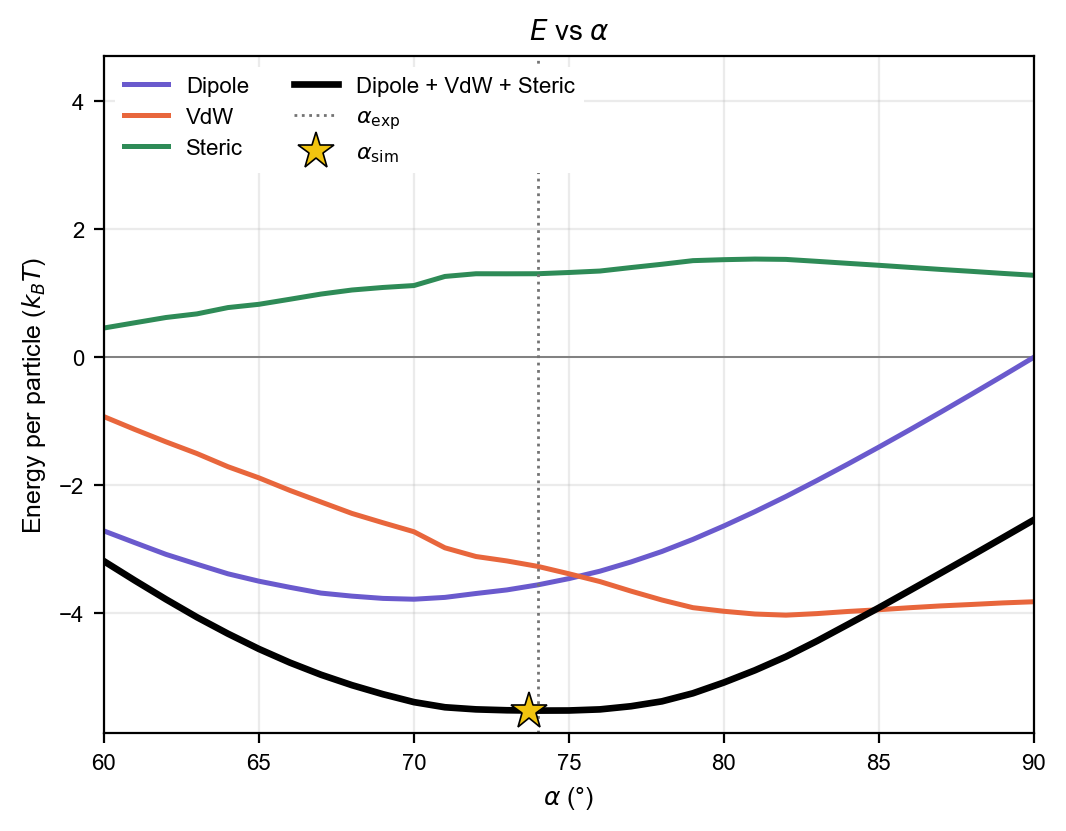 E vs α
Dipole
VdW
Steric
Dipole + VdW + Steric
α_exp
α_sim
Energy per particle (k_BT)
4
2
0
−2
−4
60 65 70 75 80 85 90
α (°)